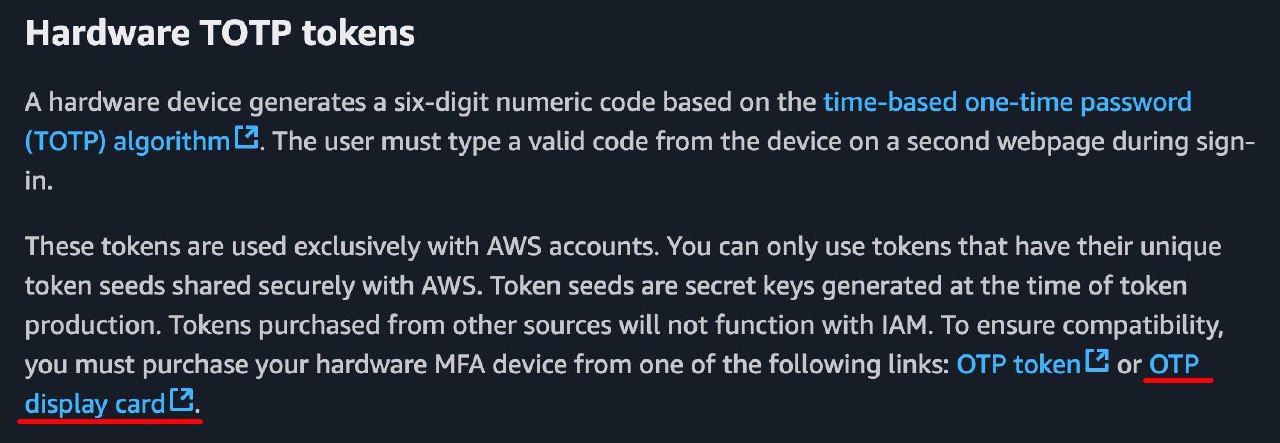 Hardware TOTP tokens
A hardware device generates a six-digit numeric code based on the time-based one-time password
(TOTP) algorithm. The user must type a valid code from the device on a second webpage during sign-
in.
These tokens are used exclusively with AWS accounts. You can only use tokens that have their unique
token seeds shared securely with AWS. Token seeds are secret keys generated at the time of token
production. Tokens purchased from other sources will not function with IAM. To ensure compatibility,
you must purchase your hardware MFA device from one of the following links: OTP token or OTP
display card.